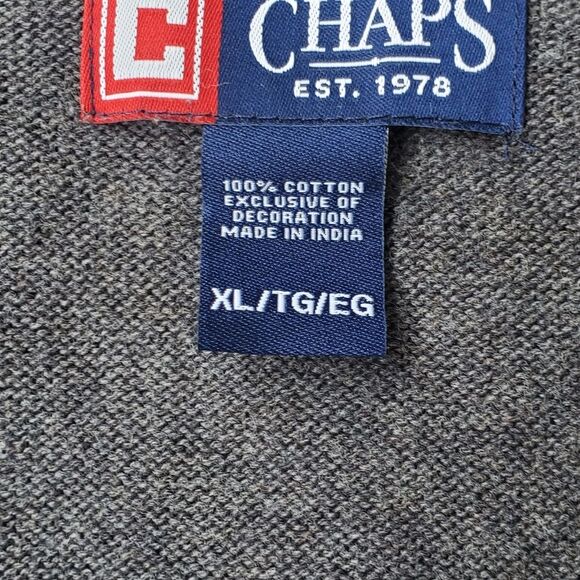 C
CHAPS
EST. 1978
100% COTTON
EXCLUSIVE OF
DECORATION
MADE IN INDIA
XL/TG/EG